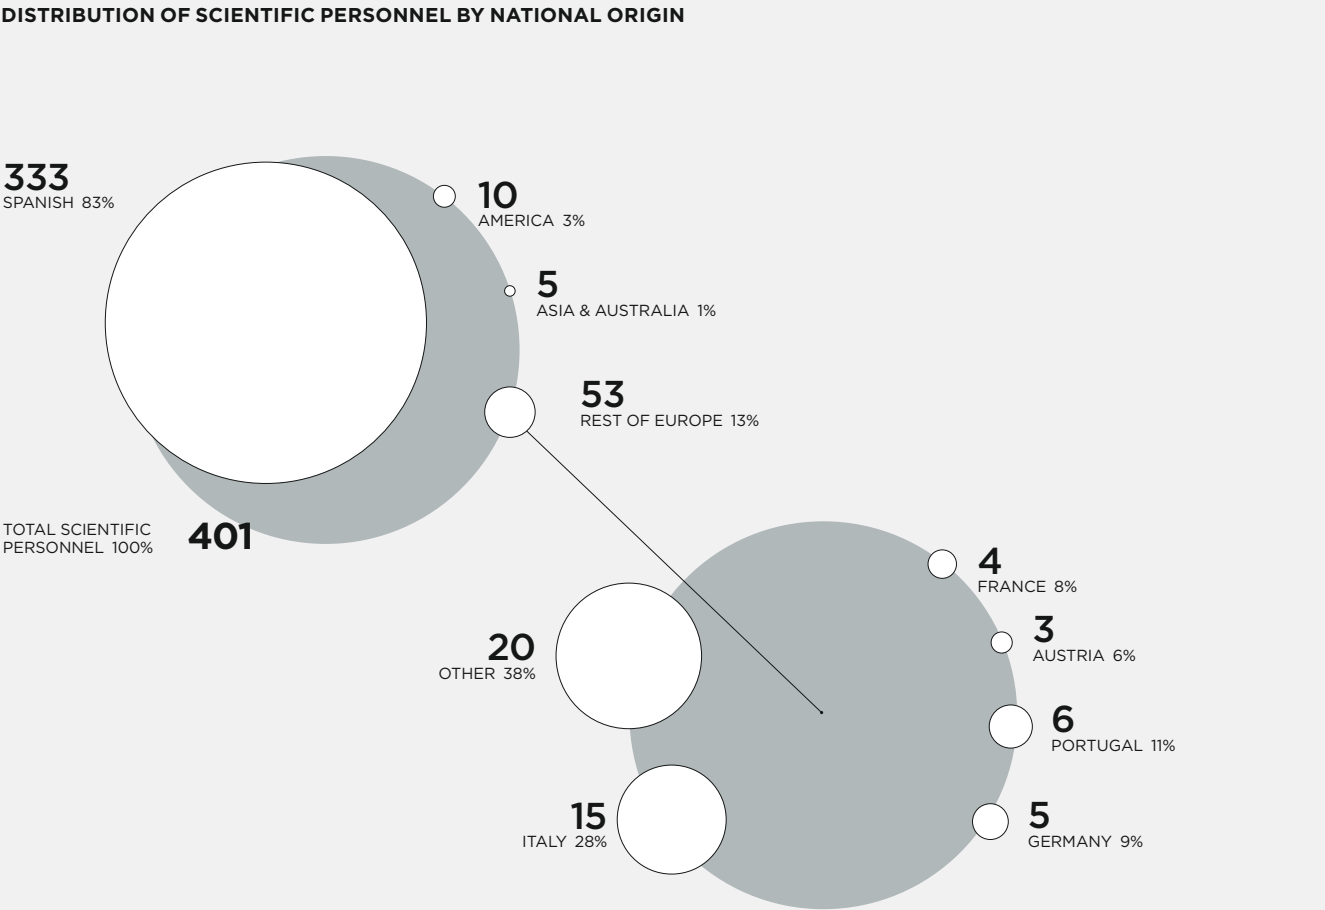 DISTRIBUTION OF SCIENTIFIC PERSONNEL BY NATIONAL ORIGIN
333
SPANISH 83%
10
AMERICA 3%
5
ASIA & AUSTRALIA 1%
53
REST OF EUROPE 13%
TOTAL SCIENTIFIC
PERSONNEL 100%
401
4
FRANCE 8%
3
AUSTRIA 6%
20
OTHER 38%
6
PORTUGAL 11%
15
ITALY 28%
5
GERMANY 9%